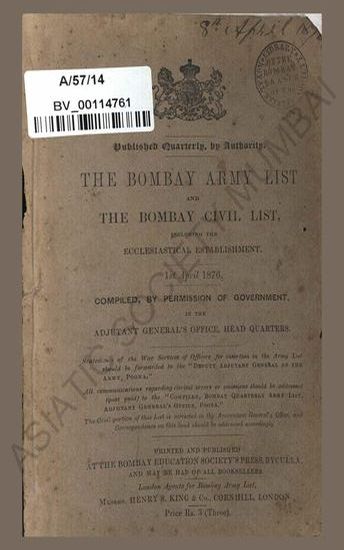 8th April 1876
A/57/14
BV_00114761
Published Quarterly, by Authority.
THE BOMBAY ARMY LIST
AND
THE BOMBAY CIVIL LIST,
INCLUDING THE
ECCLESIASTICAL ESTABLISHMENT.
1st April 1876.
COMPILED, BY PERMISSION OF GOVERNMENT,
IN THE
ADJUTANT GENERAL'S OFFICE, HEAD QUARTERS.
Statements of the War Services of Officers for insertion in the Army List
should be forwarded to the "DEPUTY ADJUTANT GENERAL OF THE
ARMY, POONA."
All communications regarding clerical errors or omissions should be addressed
(post paid) to the "COMPILER, BOMBAY QUARTERLY ARMY LIST,
ADJUTANT GENERAL'S OFFICE, POONA."
The Civil portion of this List is corrected in the Accountant General's Office, and
Correspondence on this head should be addressed accordingly.
PRINTED AND PUBLISHED
AT THE BOMBAY EDUCATION SOCIETY'S PRESS, BYCULLA,
AND MAY BE HAD OF ALL BOOKSELLERS
London Agents for Bombay Army List,
MESSRS. HENRY S. KING & Co., CORNHILL, LONDON.
Price Rs. 3 (Three).
ASIATIC SOCIETY MUMBAI